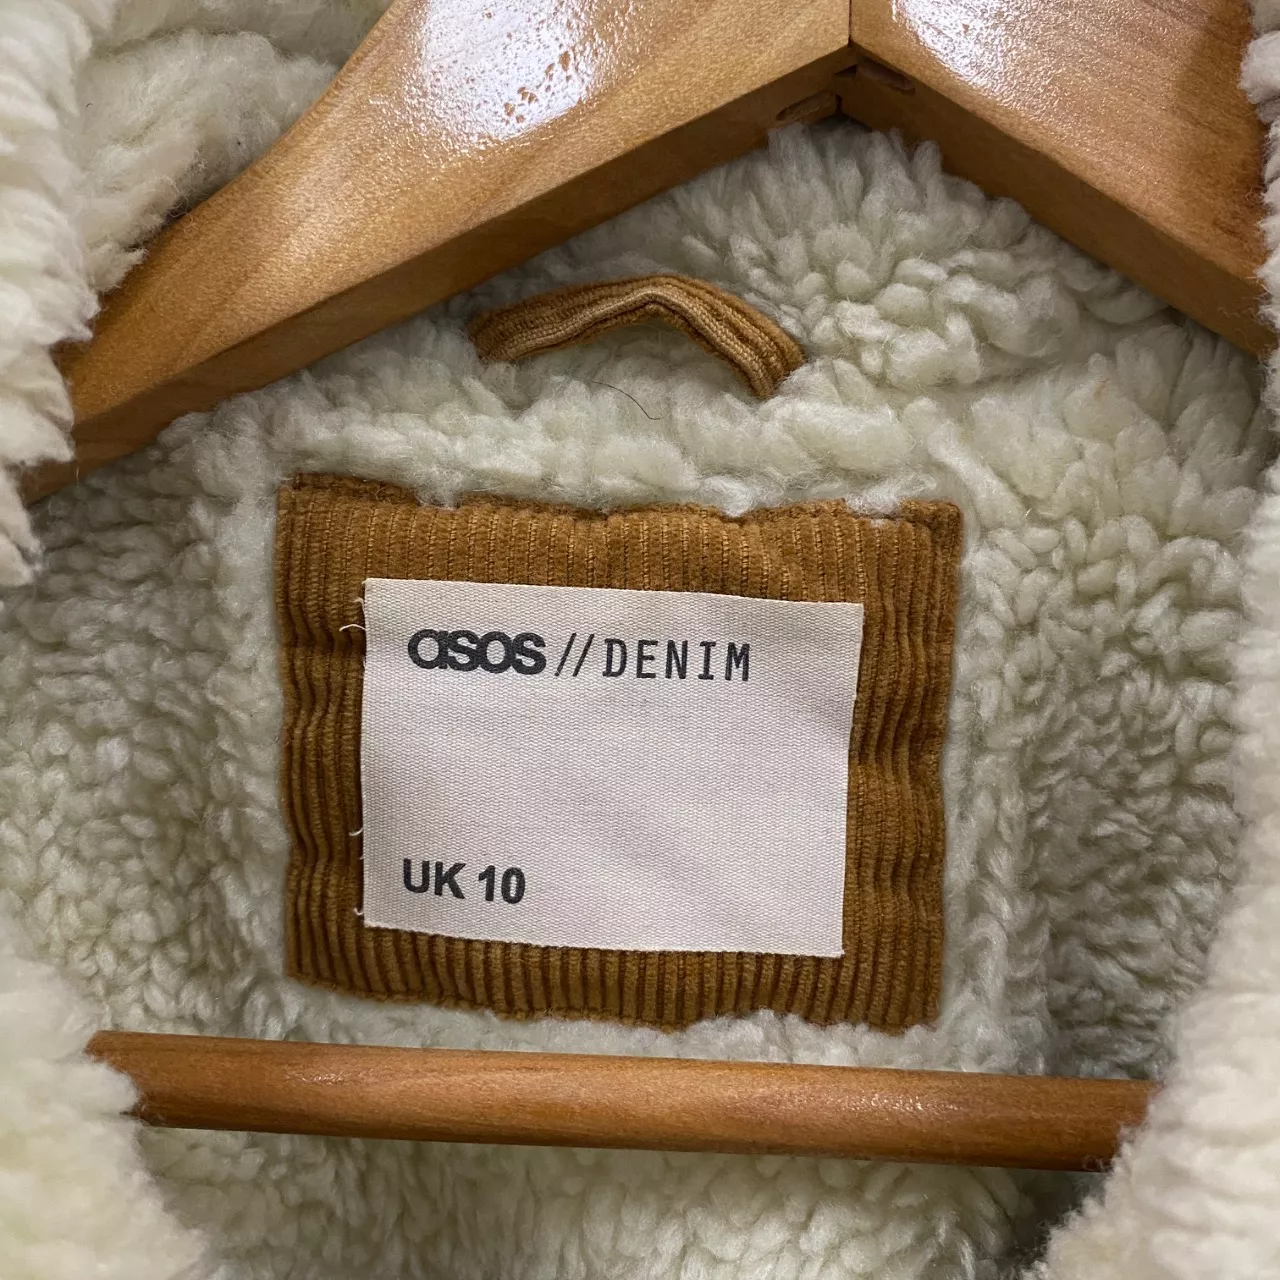 asos // DENIM
UK 10